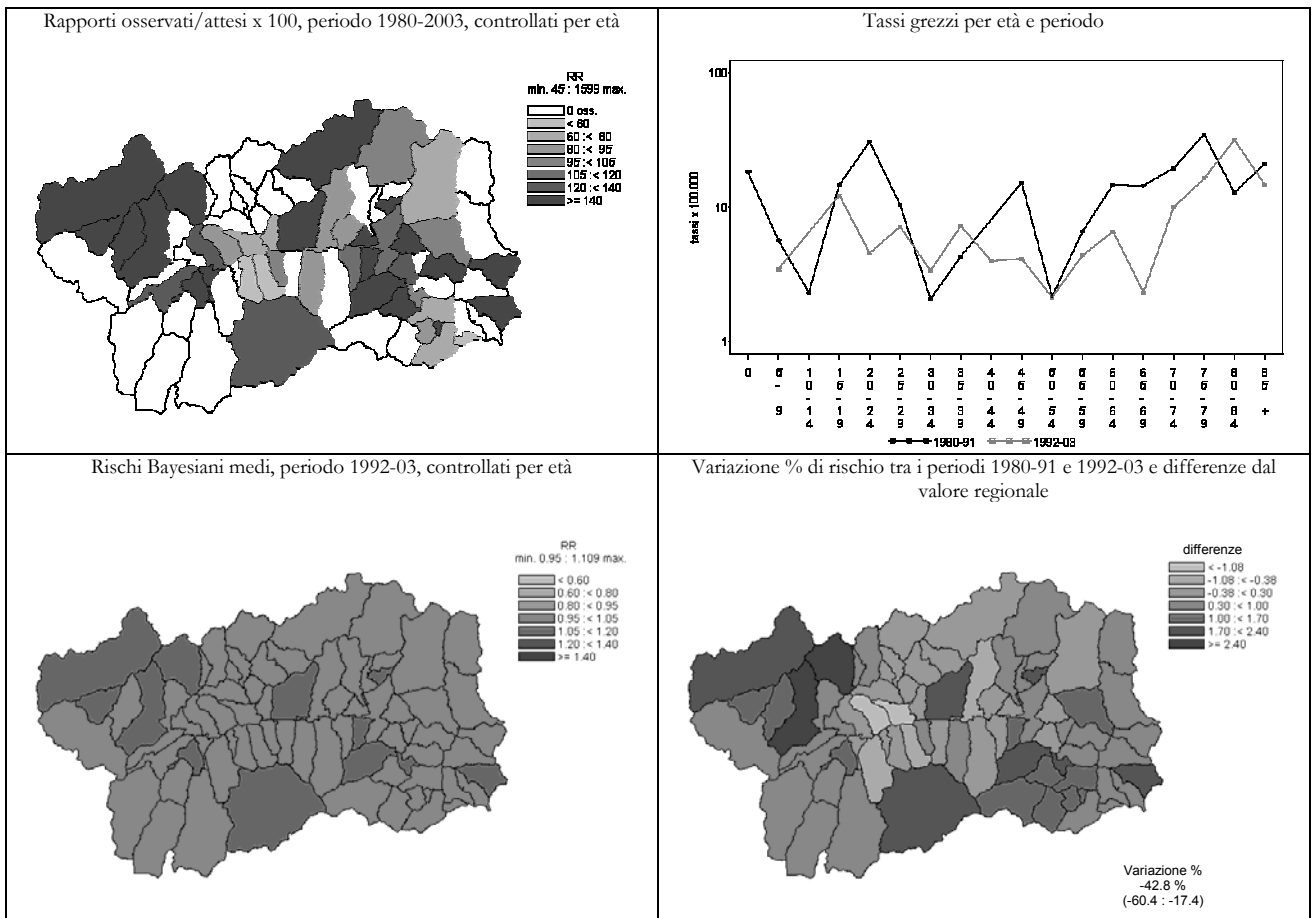 Rapporti osservati/attesi x 100, periodo 1980-2003, controllati per età
RR
min. 45 : 1599 max.
0 oss.
< 60
60 :< 80
80 :< 95
95 :< 105
105 :< 120
120 :< 140
>= 140
Tassi grezzi per età e periodo
tassi x 100.000
100
10
1
0
5-9
10-14
15-19
20-24
25-29
30-34
35-39
40-44
45-49
50-54
55-59
60-64
65-69
70-74
75-79
80-84
85+
1980-91
1992-03
Rischi Bayesiani medi, periodo 1992-03, controllati per età
RR
min. 0.95 : 1.109 max.
< 0.60
0.60 :< 0.80
0.80 :< 0.95
0.95 :< 1.05
1.05 :< 1.20
1.20 :< 1.40
>= 1.40
Variazione % di rischio tra i periodi 1980-91 e 1992-03 e differenze dal
valore regionale
differenze
< -1.08
-1.08 :< -0.38
-0.38 :< 0.30
0.30 :< 1.00
1.00 :< 1.70
1.70 :< 2.40
>= 2.40
Variazione %
-42.8 %
(-60.4 : -17.4)